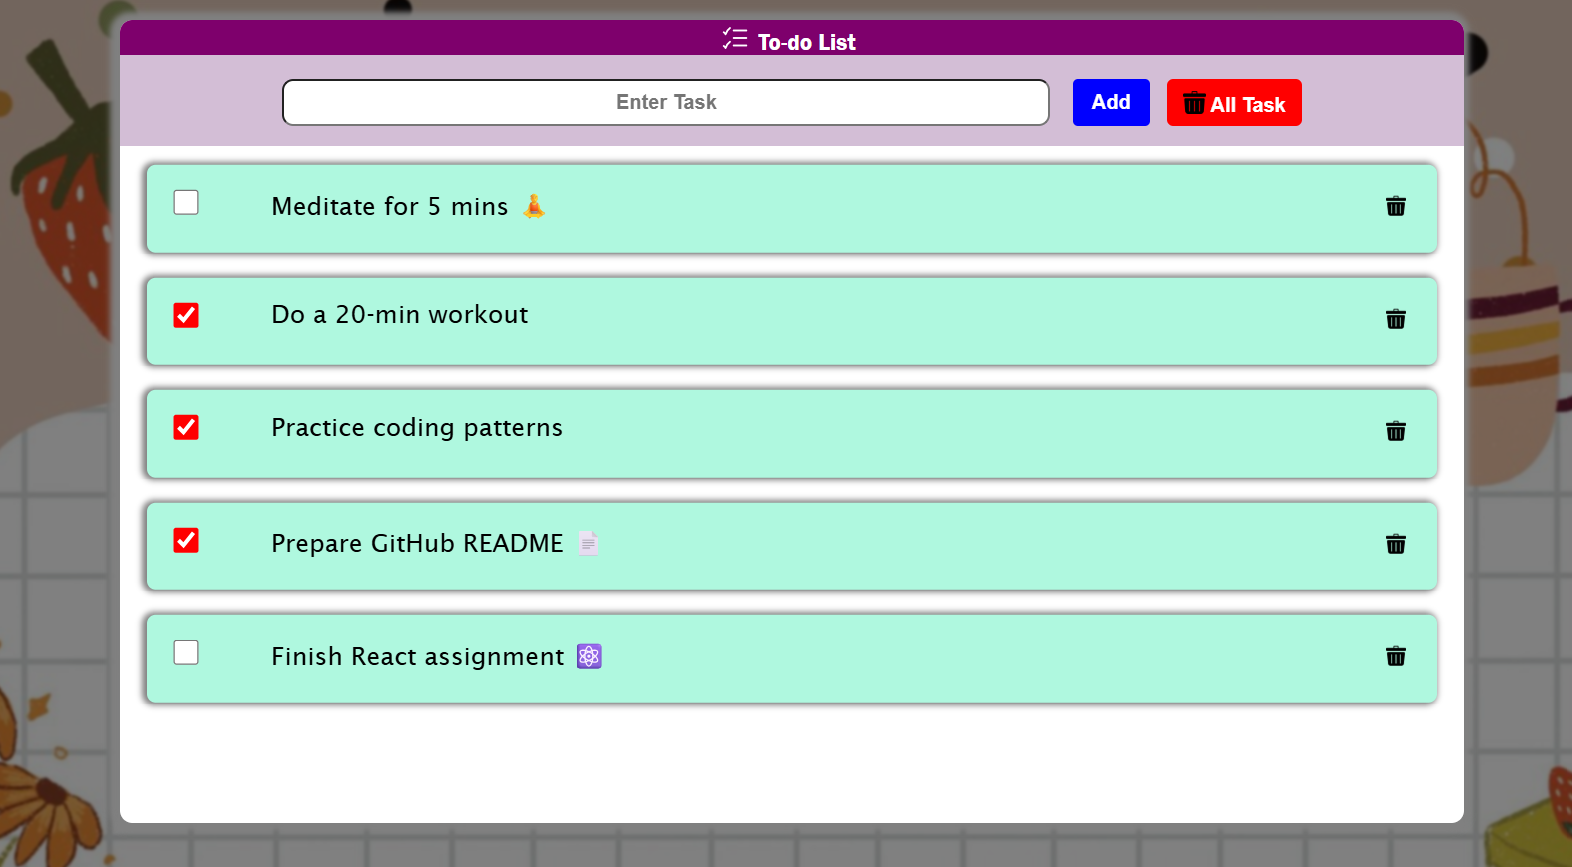 To-do List
Enter Task
Add
All Task
Meditate for 5 mins 🧘
Do a 20-min workout
Practice coding patterns
Prepare GitHub README 📄
Finish React assignment ⚛️